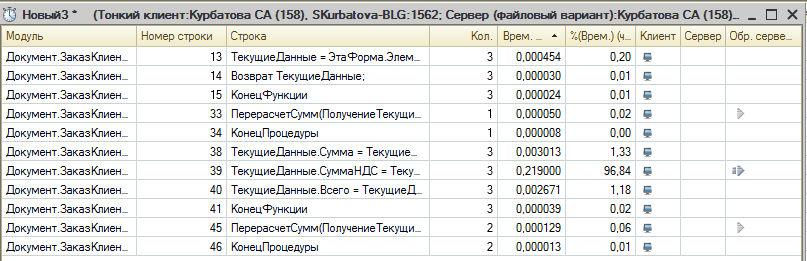 Новый3 * (Тонкий клиент:Курбатова СА (158), SKurbatova-BLG:1562; Сервер (файловый вариант):Курбатова СА (158)...
Модуль Номер строки Строка Кол. Врем. ... %(Врем.) (ч... Клиент Сервер Обр. серве...
Документ.ЗаказКлиен... 13 ТекущиеДанные = ЭтаФорма.Элем... 3 0,000454 0,20
Документ.ЗаказКлиен... 14 Возврат ТекущиеДанные; 3 0,000030 0,01
Документ.ЗаказКлиен... 15 КонецФункции 3 0,000024 0,01
Документ.ЗаказКлиен... 33 ПерерасчетСумм(ПолучениеТекущи... 1 0,000050 0,02
Документ.ЗаказКлиен... 34 КонецПроцедуры 1 0,000008 0,00
Документ.ЗаказКлиен... 38 ТекущиеДанные.Сумма = Текущие... 3 0,003013 1,33
Документ.ЗаказКлиен... 39 ТекущиеДанные.СуммаНДС = Теку... 3 0,219000 96,84
Документ.ЗаказКлиен... 40 ТекущиеДанные.Всего = ТекущиеД... 3 0,002671 1,18
Документ.ЗаказКлиен... 41 КонецФункции 3 0,000039 0,02
Документ.ЗаказКлиен... 45 ПерерасчетСумм(ПолучениеТекущи... 2 0,000129 0,06
Документ.ЗаказКлиен... 46 КонецПроцедуры 2 0,000013 0,01